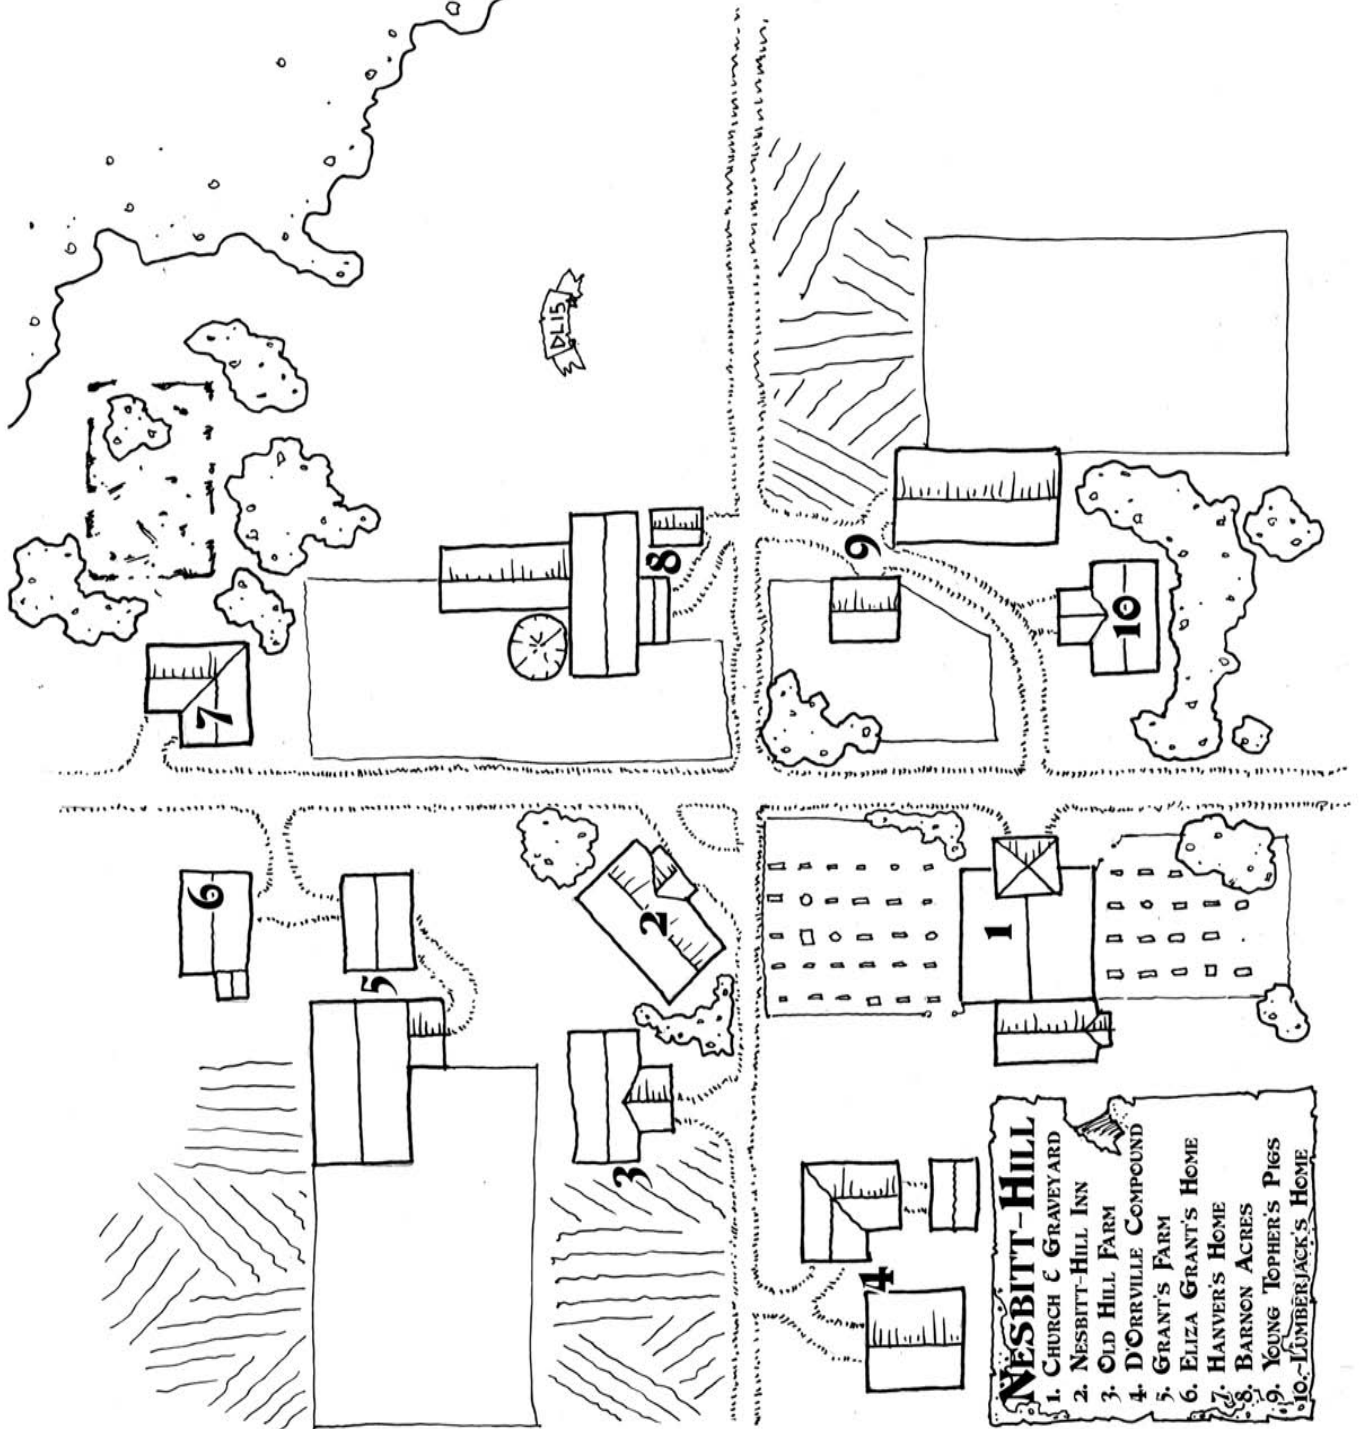 NESBITT-HILL
1. CHURCH & GRAVEYARD
2. NESBITT-HILL INN
3. OLD HILL FARM
4. D'ORRVILLE COMPOUND
5. GRANT'S FARM
6. ELIZA GRANT'S HOME
7. HANVER'S HOME
8. BARNON ACRES
9. YOUNG TOPHER'S PIGS
10. LUMBERJACK'S HOME
1
2
3
4
5
6
7
8
9
10
DL15